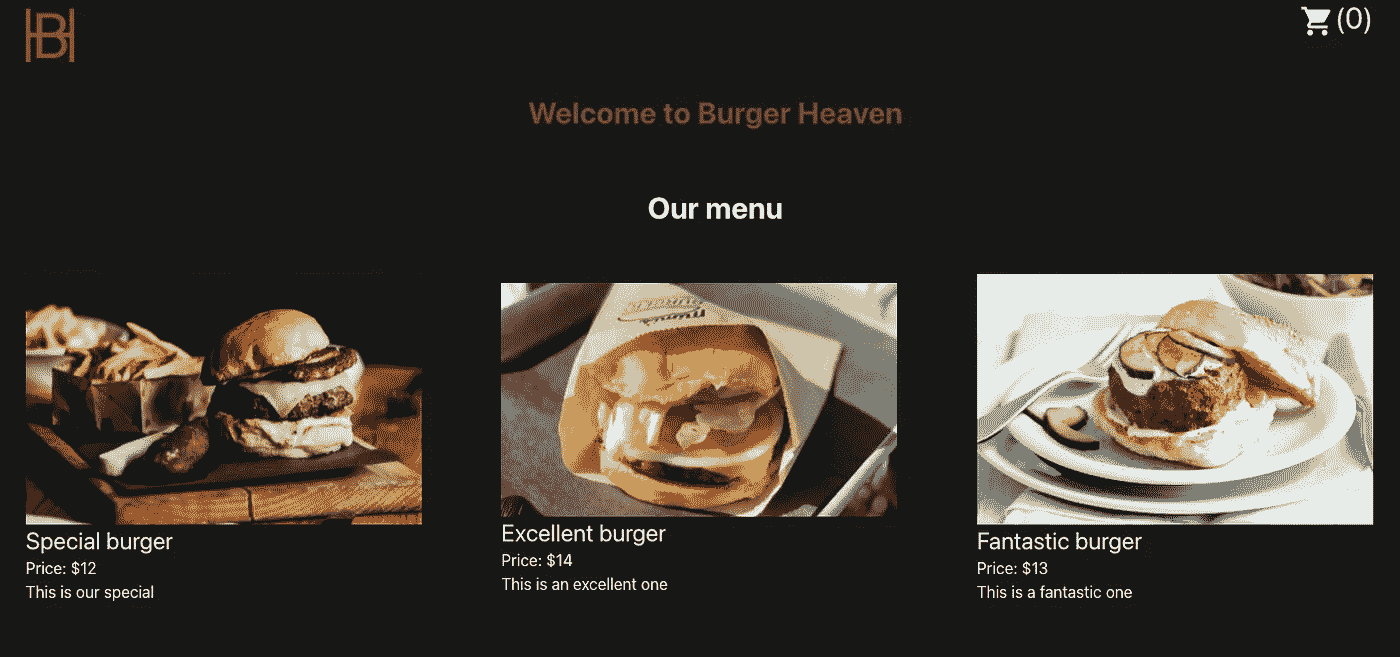 BH
(0)
Welcome to Burger Heaven
Our menu
Special burger
Price: $12
This is our special
Excellent burger
Price: $14
This is an excellent one
Fantastic burger
Price: $13
This is a fantastic one